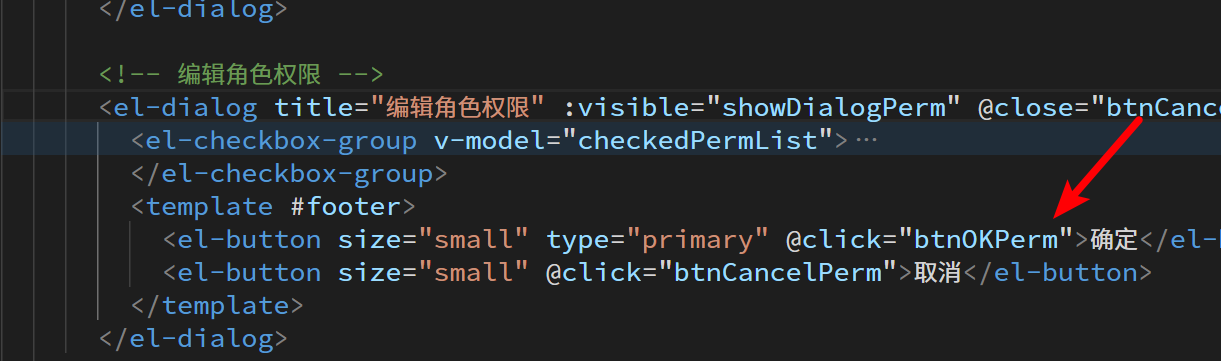 </el-dialog>
<!-- 编辑角色权限 -->
<el-dialog title="编辑角色权限" :visible="showDialogPerm" @close="btnCance
<el-checkbox-group v-model="checkedPermList">…
</el-checkbox-group>
<template #footer>
<el-button size="small" type="primary" @click="btnOKPerm">确定</el-b
<el-button size="small" @click="btnCancelPerm">取消</el-button>
</template>
</el-dialog>